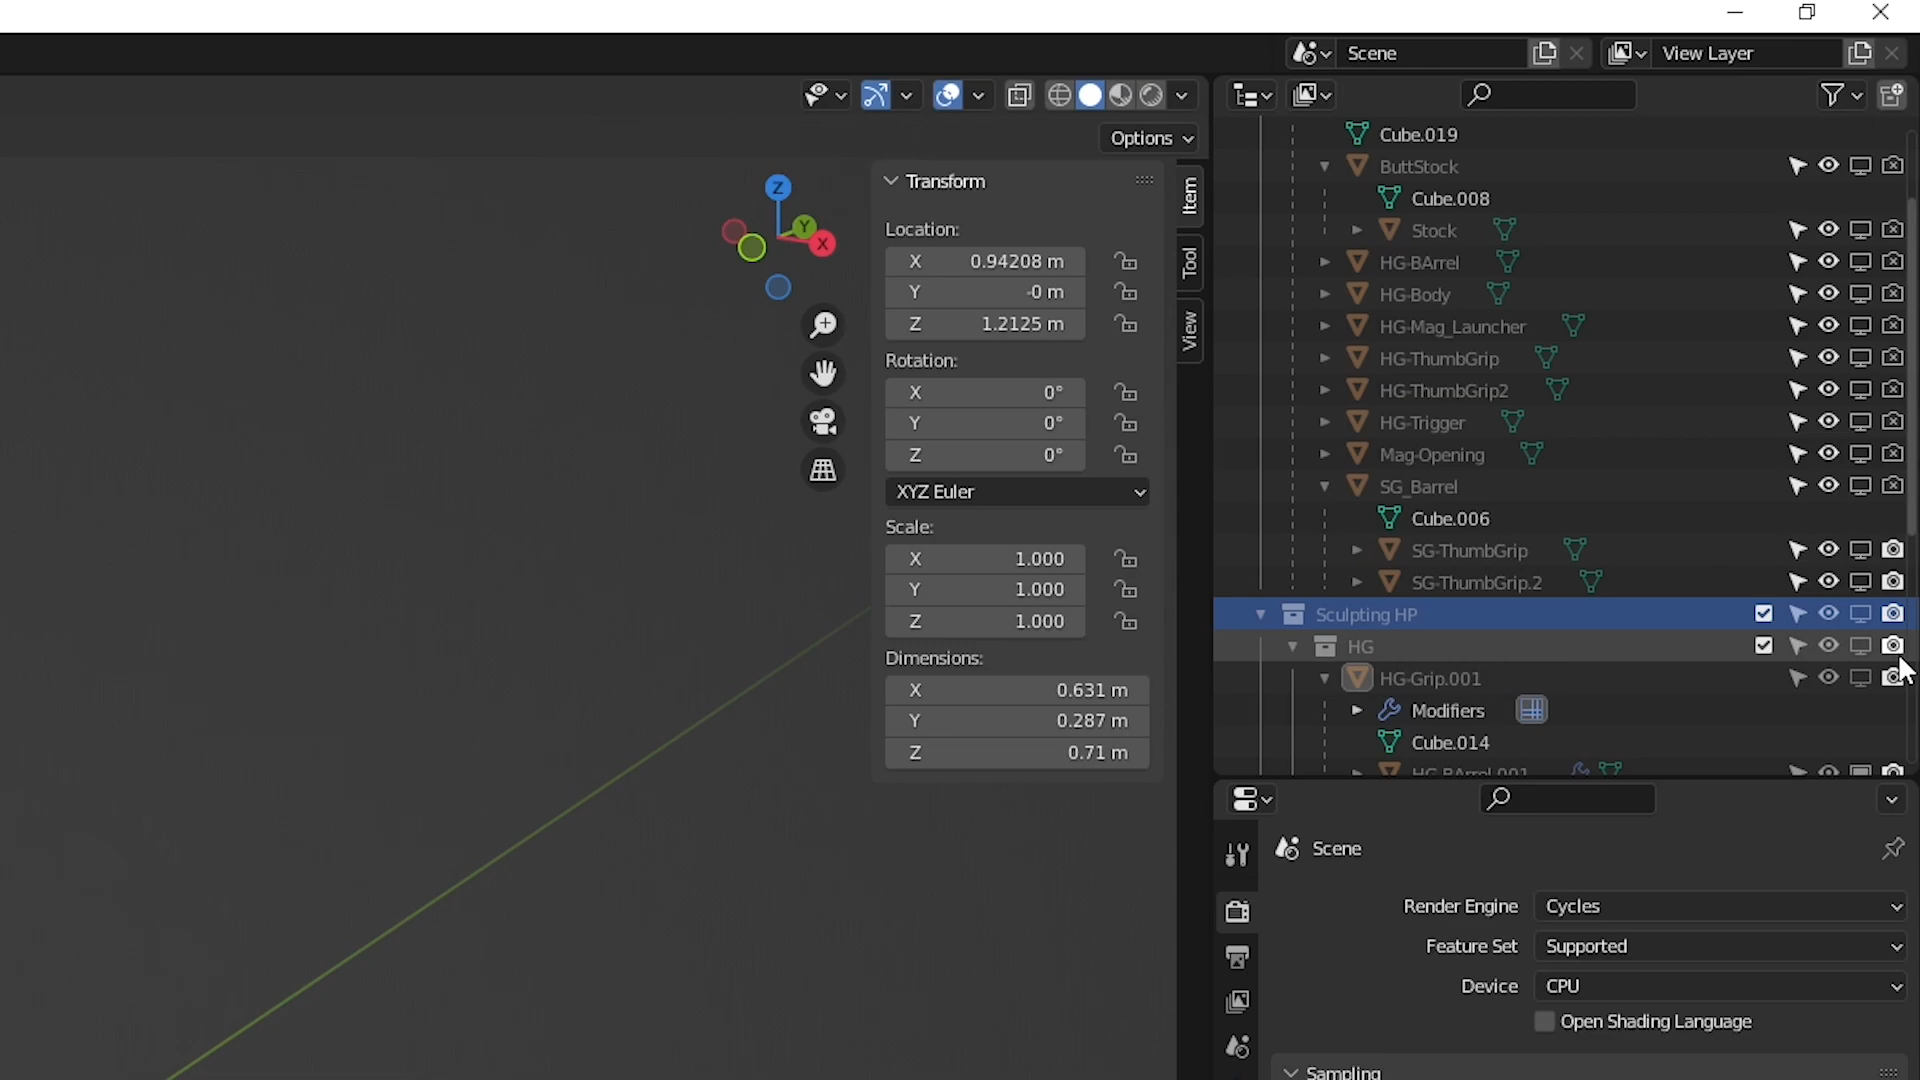 Scene
View Layer
Options
Transform
Location:
X 0.94208 m
Y -0 m
Z 1.2125 m
Rotation:
X 0°
Y 0°
Z 0°
XYZ Euler
Scale:
X 1.000
Y 1.000
Z 1.000
Dimensions:
X 0.631 m
Y 0.287 m
Z 0.71 m
Z
Y
X
Item
Tool
View
Cube.019
ButtStock
Cube.008
Stock
HG-BArrel
HG-Body
HG-Mag_Launcher
HG-ThumbGrip
HG-ThumbGrip2
HG-Trigger
Mag-Opening
SG_Barrel
Cube.006
SG-ThumbGrip
SG-ThumbGrip.2
Sculpting HP
HG
HG-Grip.001
Modifiers
Cube.014
HG-BArrel.001
Scene
Render Engine Cycles
Feature Set Supported
Device CPU
Open Shading Language
Sampling